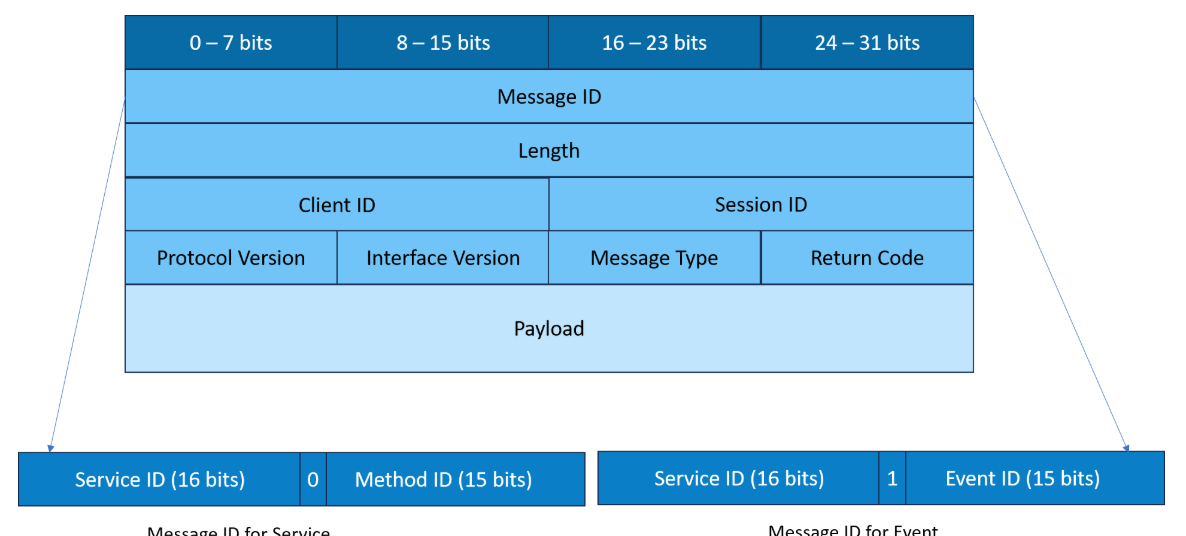 0 – 7 bits 8 – 15 bits 16 – 23 bits 24 – 31 bits
Message ID
Length
Client ID Session ID
Protocol Version Interface Version Message Type Return Code
Payload
Service ID (16 bits) 0 Method ID (15 bits) Service ID (16 bits) 1 Event ID (15 bits)
Message ID for Service Message ID for Event